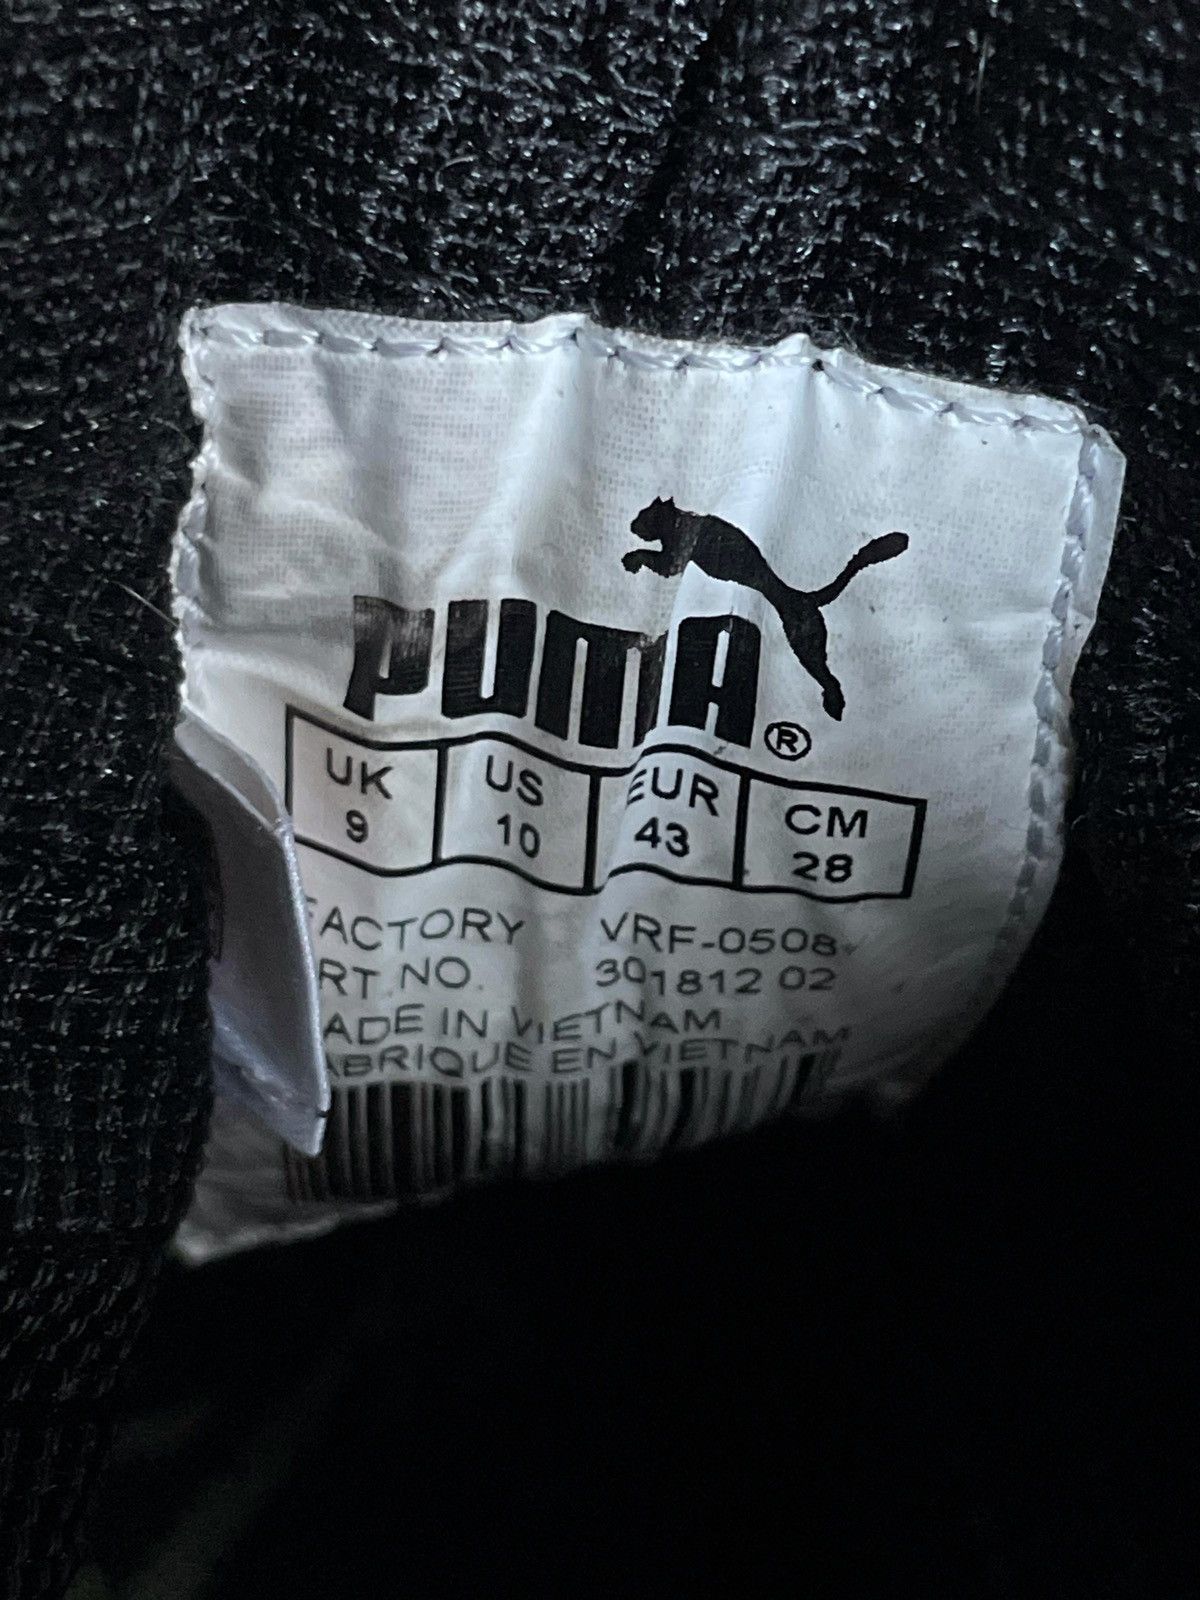 PUMA®
UK US EUR CM
9 10 43 28
FACTORY VRF-0508
RT NO. 301812 02
ADE IN VIETNAM
ABRIQUE EN VIETNAM